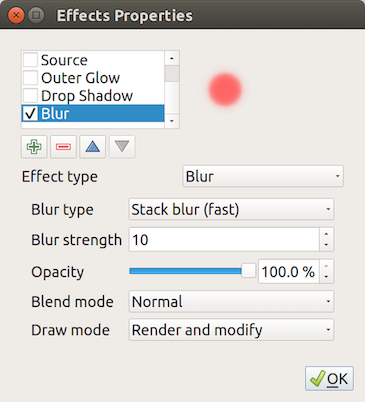 Effects Properties
Source
Outer Glow
Drop Shadow
Blur
Effect type Blur
Blur type Stack blur (fast)
Blur strength 10
Opacity 100.0 %
Blend mode Normal
Draw mode Render and modify
OK